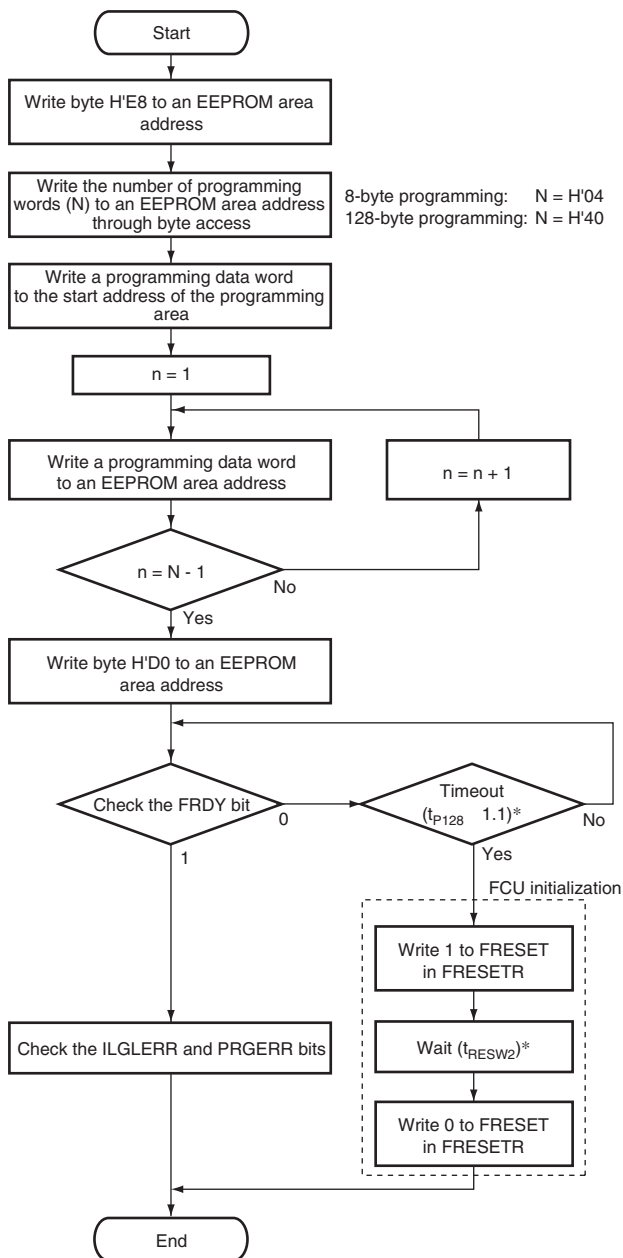 Start
Write byte H'E8 to an EEPROM area
address
Write the number of programming
words (N) to an EEPROM area address
through byte access
8-byte programming: N = H'04
128-byte programming: N = H'40
Write a programming data word
to the start address of the programming
area
n = 1
Write a programming data word
to an EEPROM area address
n = n + 1
n = N - 1
No
Yes
Write byte H'D0 to an EEPROM
area address
Check the FRDY bit
0
1
Timeout
(tP128 1.1)*
No
Yes
FCU initialization
Write 1 to FRESET
in FRESETR
Wait (tRESW2)*
Write 0 to FRESET
in FRESETR
Check the ILGLERR and PRGERR bits
End